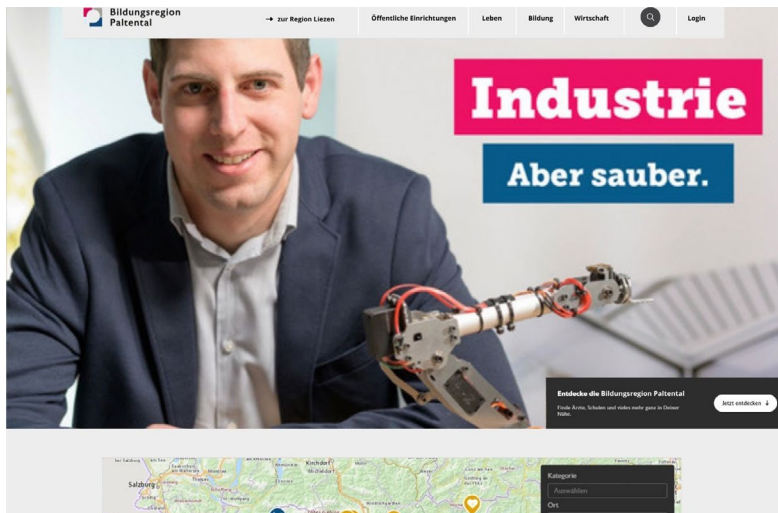 Bildungsregion
Paltental
→ zur Region Liezen
Öffentliche Einrichtungen
Leben
Bildung
Wirtschaft
Login
Industrie
Aber sauber.
Entdecke die Bildungsregion Paltental
Finde Ärzte, Schulen und vieles mehr ganz in Deiner
Nähe.
Jetzt entdecken ↓
Kirchdorf
Salzburg
Kategorie
Auswählen
Ort